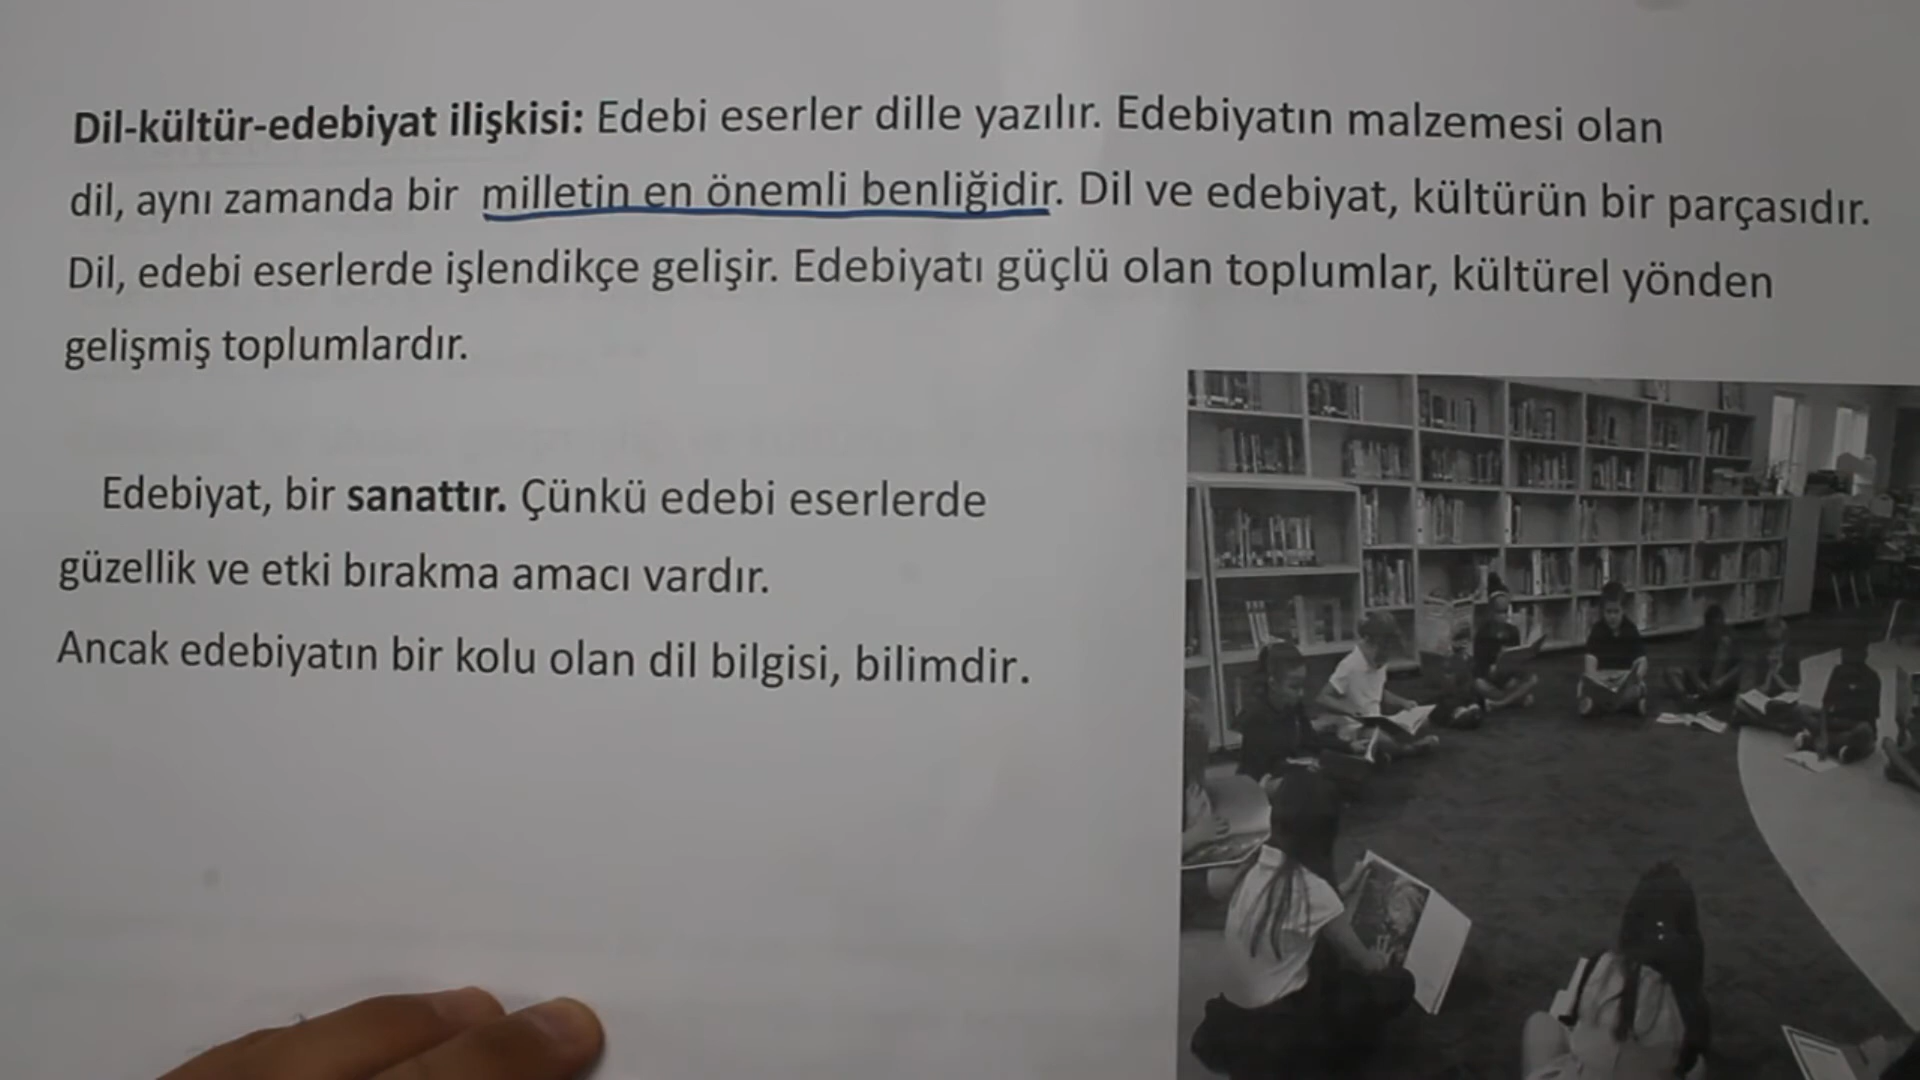 Dil-kültür-edebiyat ilişkisi: Edebi eserler dille yazılır. Edebiyatın malzemesi olan
dil, aynı zamanda bir milletin en önemli benliğidir. Dil ve edebiyat, kültürün bir parçasıdır.
Dil, edebi eserlerde işlendikçe gelişir. Edebiyatı güçlü olan toplumlar, kültürel yönden
gelişmiş toplumlardır.
Edebiyat, bir sanattır. Çünkü edebi eserlerde
güzellik ve etki bırakma amacı vardır.
Ancak edebiyatın bir kolu olan dil bilgisi, bilimdir.